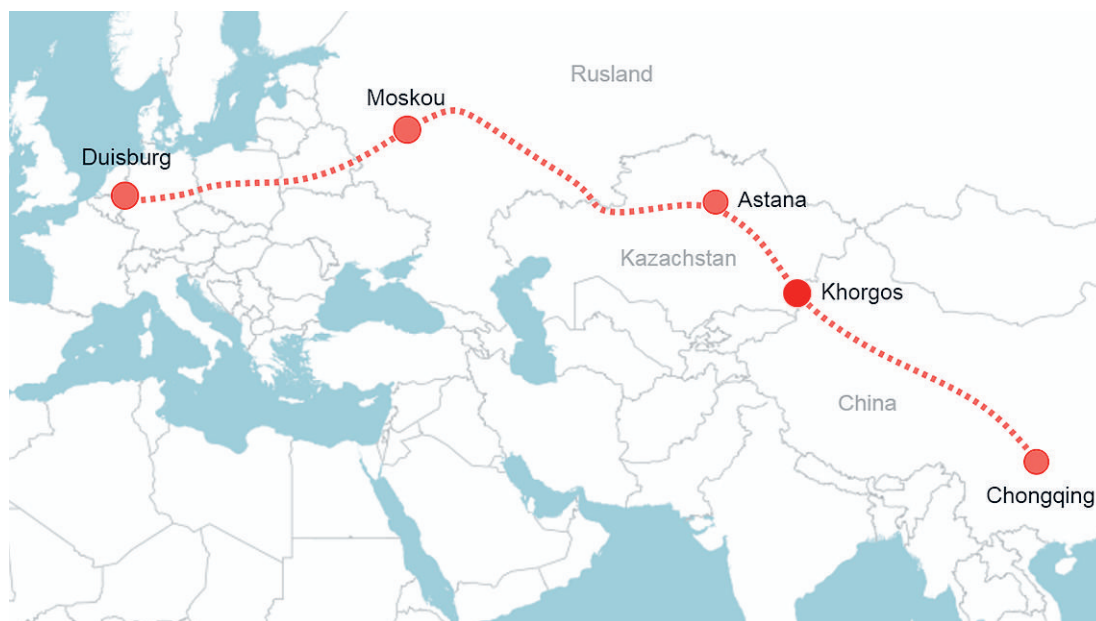 Rusland
Moskou
Duisburg
Astana
Kazachstan
Khorgos
China
Chongqing